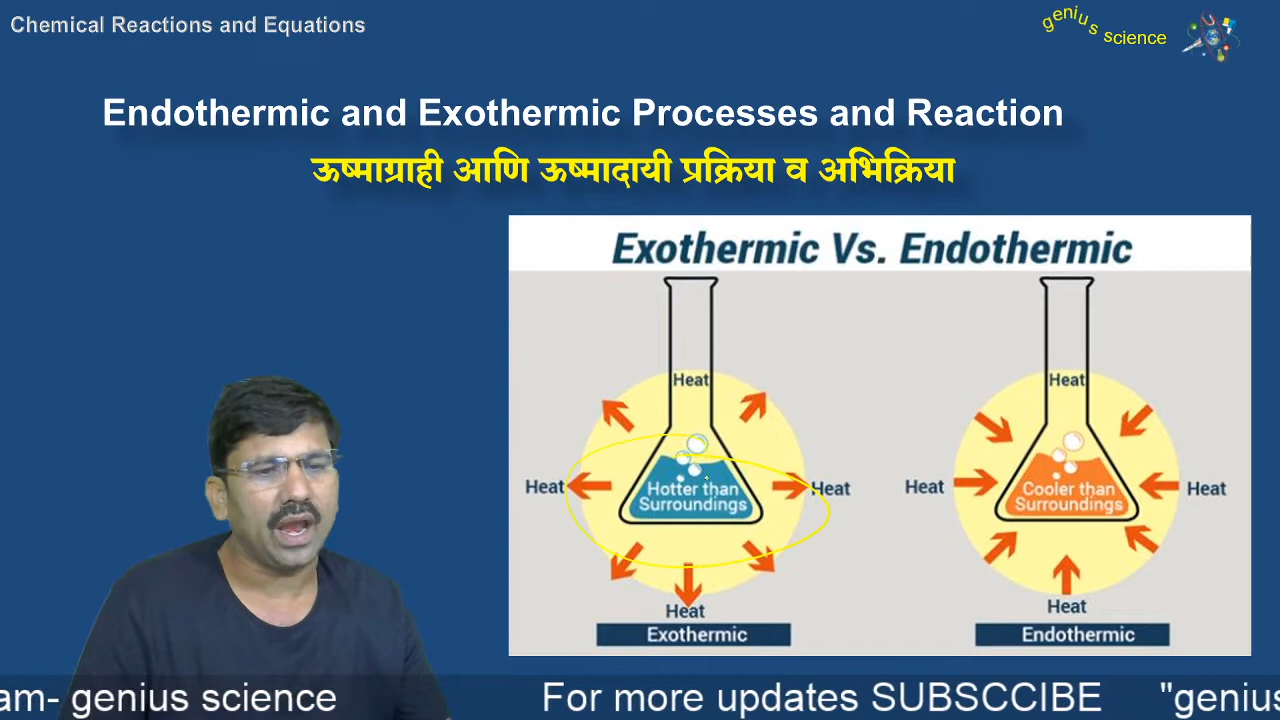 Chemical Reactions and Equations
genius science
Endothermic and Exothermic Processes and Reaction
ऊष्माग्राही आणि ऊष्मादायी प्रक्रिया व अभिक्रिया
Exothermic Vs. Endothermic
Heat
Heat
Heat
Hotter than
Surroundings
Heat
Heat
Exothermic
Heat
Heat
Cooler than
Surroundings
Heat
Heat
Endothermic
am- genius science For more updates SUBSCCIBE "genius